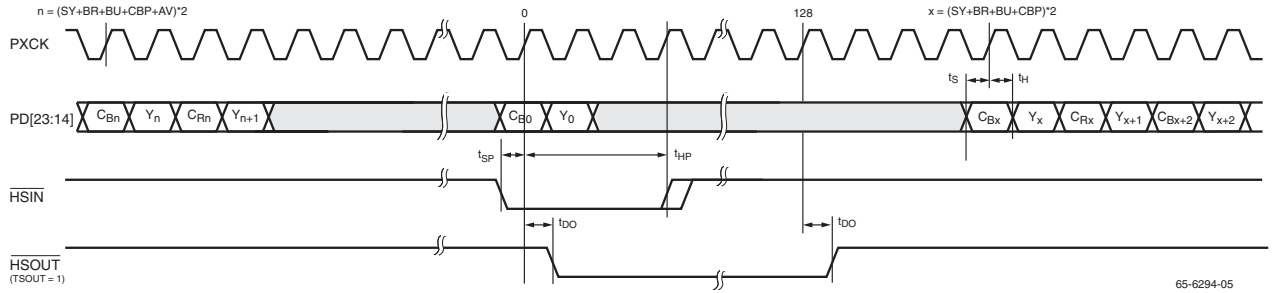 n = (SY+BR+BU+CBP+AV)*2 0 128 x = (SY+BR+BU+CBP)*2
PXCK
tS tH
PD[23:14] CBn Yn CRn Yn+1 CB0 Y0 CBx Yx CRx Yx+1 CBx+2 Yx+2
tSP tHP
HSIN
tDO tDO
HSOUT
(TSOUT = 1)
65-6294-05